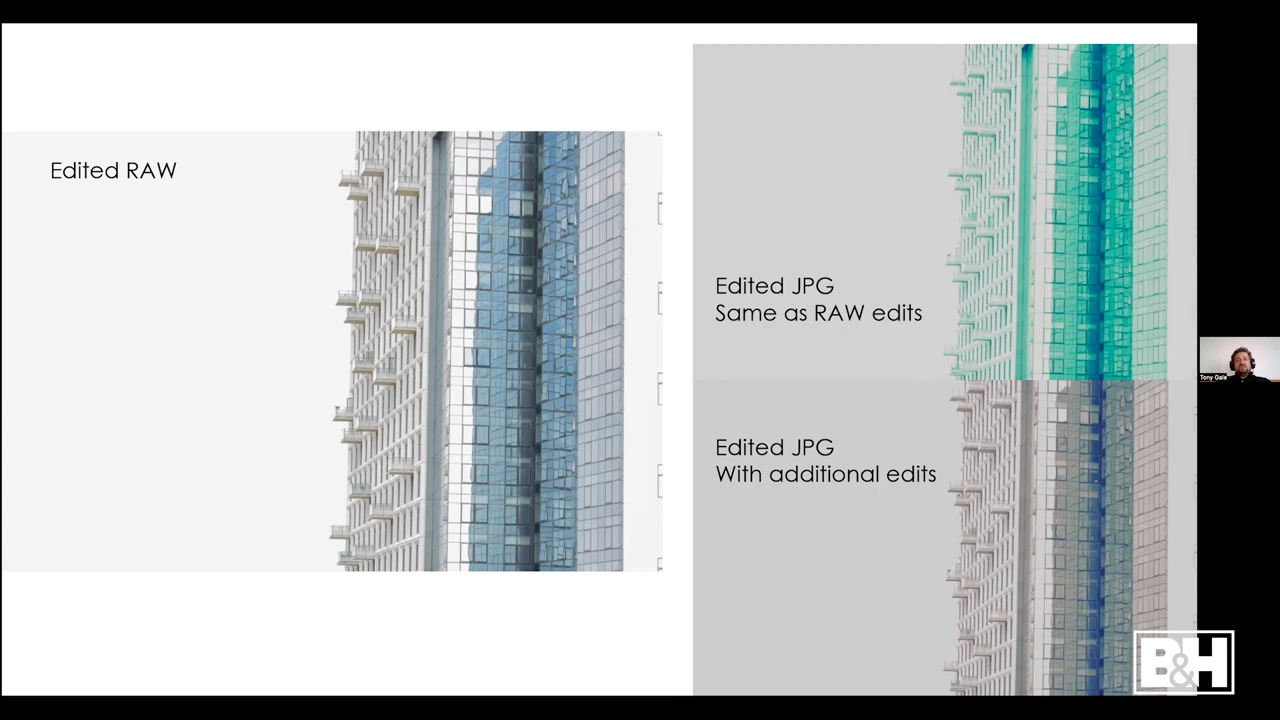 Edited RAW
Edited JPG
Same as RAW edits
Edited JPG
With additional edits
Tony Gale
B&H